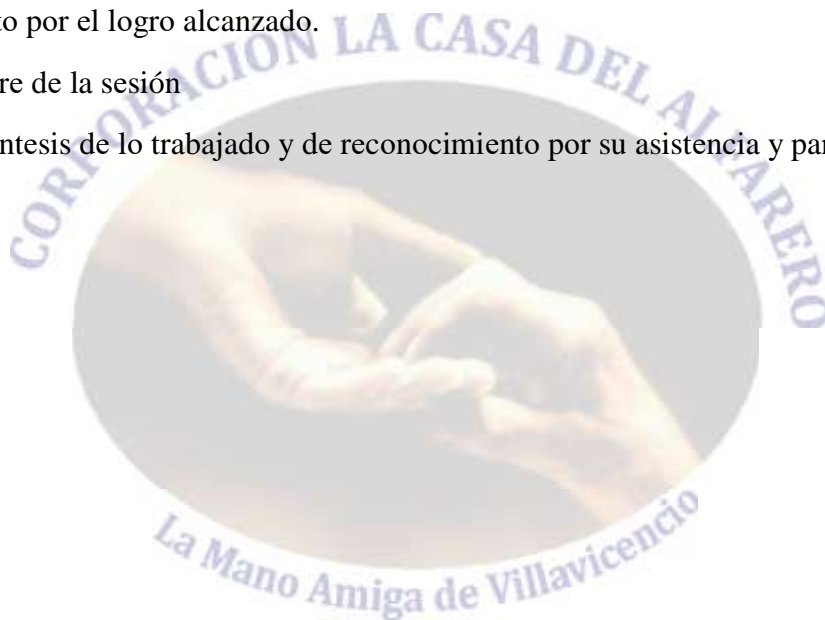 to por el logro alcanzado.
re de la sesión
ntesis de lo trabajado y de reconocimiento por su asistencia y par
CORPORACION LA CASA DEL ALFARERO
La Mano Amiga de Villavicencio